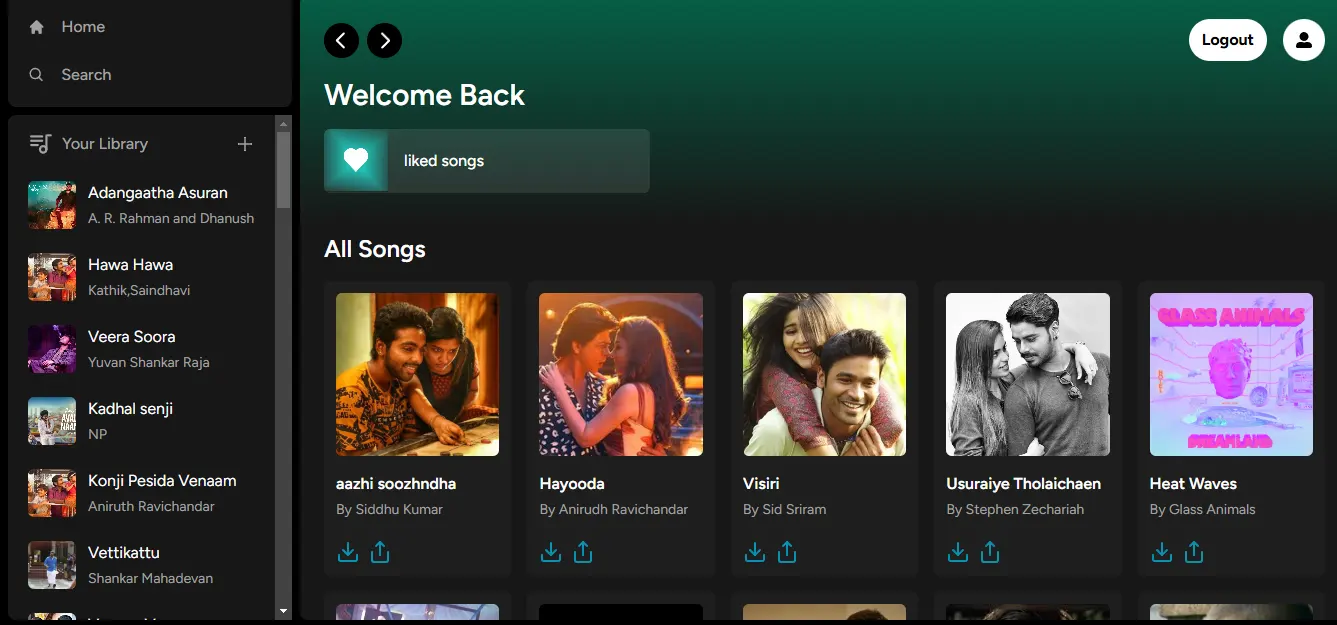 Home
Search
Your Library
Adangaatha Asuran
A. R. Rahman and Dhanush
Hawa Hawa
Kathik,Saindhavi
Veera Soora
Yuvan Shankar Raja
Kadhal senji
NP
Konji Pesida Venaam
Aniruth Ravichandar
Vettikattu
Shankar Mahadevan
Logout
Welcome Back
liked songs
All Songs
GLASS ANIMALS
DREAMLAND
aazhi soozhndha
By Siddhu Kumar
Hayooda
By Anirudh Ravichandar
Visiri
By Sid Sriram
Usuraiye Tholaichaen
By Stephen Zechariah
Heat Waves
By Glass Animals